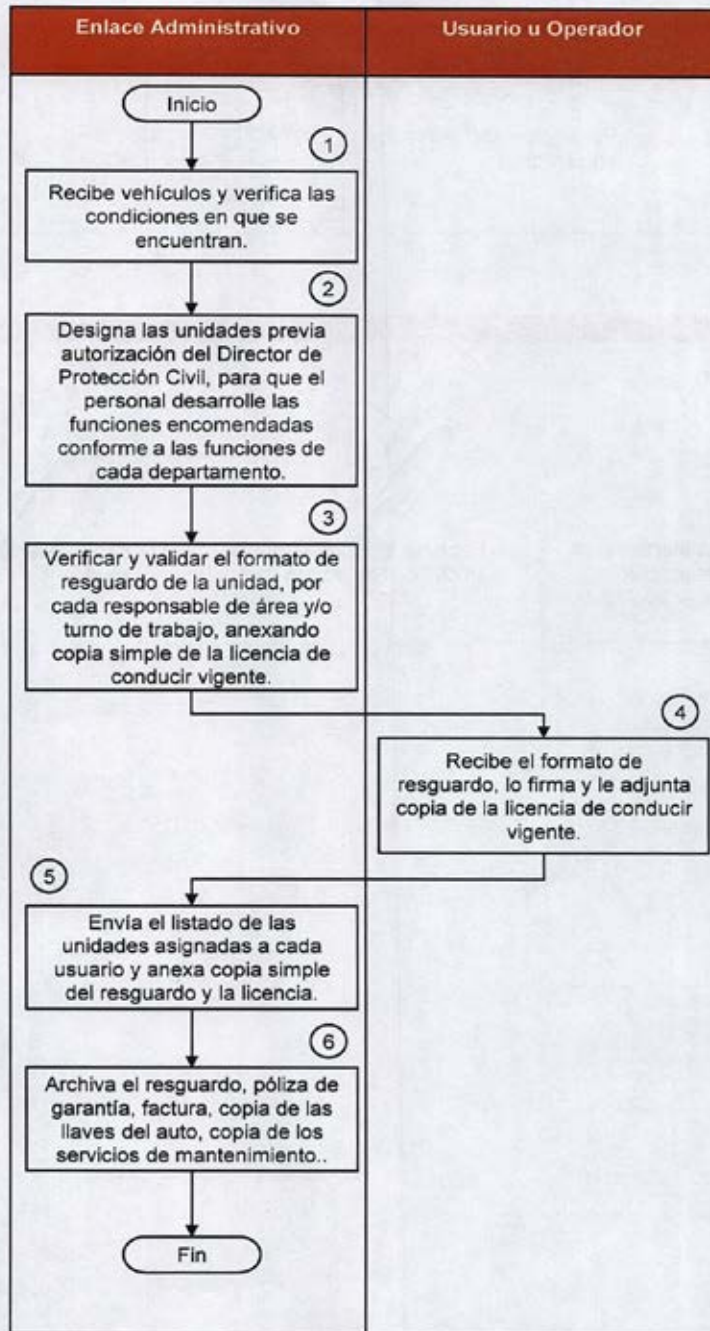 Enlace Administrativo
Usuario u Operador
Inicio
1
Recibe vehículos y verifica las
condiciones en que se
encuentran.
2
Designa las unidades previa
autorización del Director de
Protección Civil, para que el
personal desarrolle las
funciones encomendadas
conforme a las funciones de
cada departamento.
3
Verificar y validar el formato de
resguardo de la unidad, por
cada responsable de área y/o
turno de trabajo, anexando
copia simple de la licencia de
conducir vigente.
4
Recibe el formato de
resguardo, lo firma y le adjunta
copia de la licencia de conducir
vigente.
5
Envía el listado de las
unidades asignadas a cada
usuario y anexa copia simple
del resguardo y la licencia.
6
Archiva el resguardo, póliza de
garantía, factura, copia de las
llaves del auto, copia de los
servicios de mantenimiento..
Fin